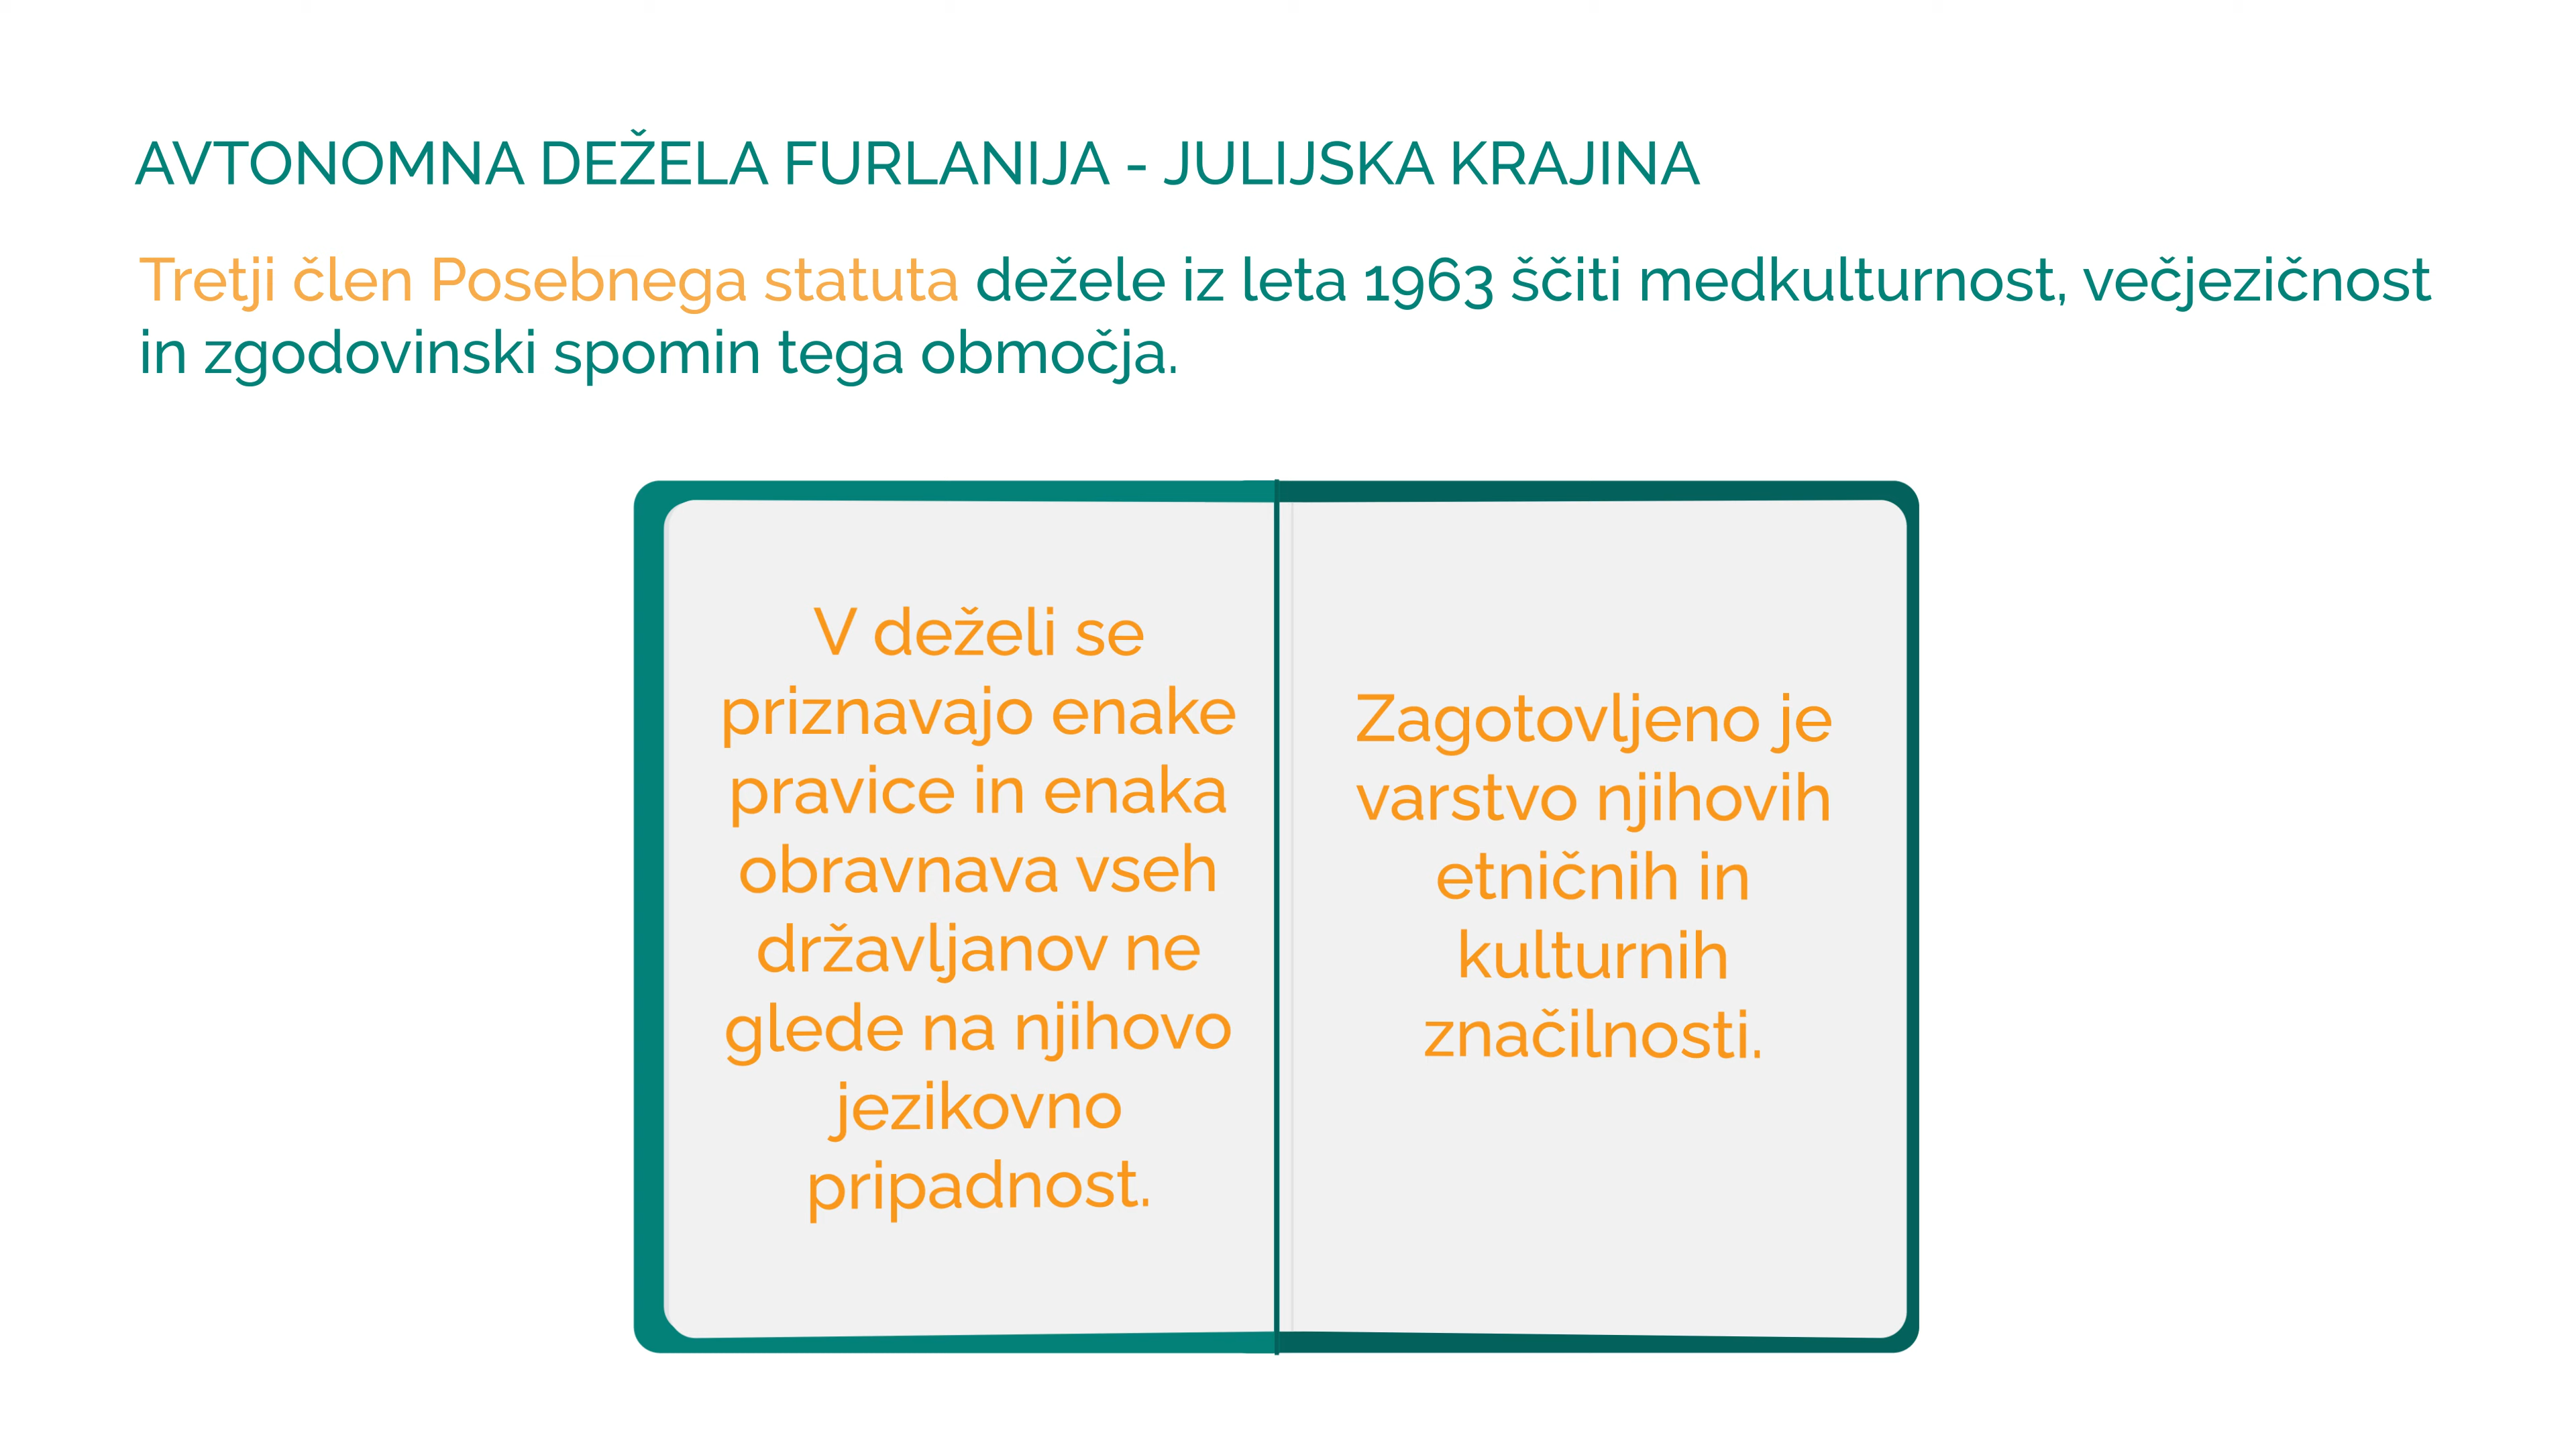 AVTONOMNA DEŽELA FURLANIJA - JULIJSKA KRAJINA
Tretji člen Posebnega statuta dežele iz leta 1963 ščiti medkulturnost, večjezičnost
in zgodovinski spomin tega območja.
V deželi se
priznavajo enake
pravice in enaka
obravnava vseh
državljanov ne
glede na njihovo
jezikovno
pripadnost.
Zagotovljeno je
varstvo njihovih
etničnih in
kulturnih
značilnosti.